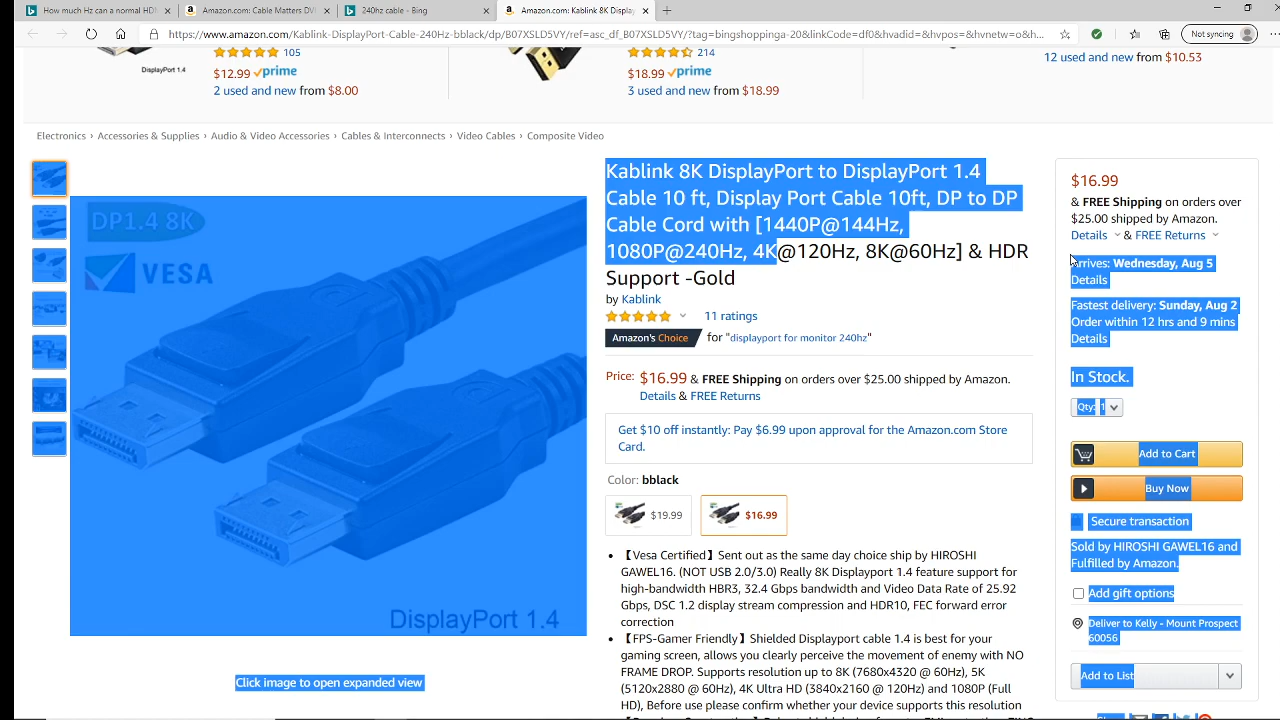 How much Hz can a normal HDM
Amazon.com: Cable Matters DVI
240hz cable - Bing
Amazon.com: Kablink 8K Display
https://www.amazon.com/Kablink-DisplayPort-Cable-240Hz-bblack/dp/B07XSLD5VY/ref=asc_df_B07XSLD5VY/?tag=bingshoppinga-20&linkCode=df0&hvadid=&hvpos=&hvnetw=o&h...
Not syncing
105
DisplayPort 1.4
$12.99 prime
2 used and new from $8.00
214
$18.99 prime
3 used and new from $18.99
12 used and new from $10.53
Electronics › Accessories & Supplies › Audio & Video Accessories › Cables & Interconnects › Video Cables › Composite Video
DP1.4 8K
VESA
DisplayPort 1.4
Click image to open expanded view
Kablink 8K DisplayPort to DisplayPort 1.4
Cable 10 ft, Display Port Cable 10ft, DP to DP
Cable Cord with [1440P@144Hz,
1080P@240Hz, 4K@120Hz, 8K@60Hz] & HDR
Support -Gold
by Kablink
11 ratings
Amazon's Choice for "displayport for monitor 240hz"
Price: $16.99 & FREE Shipping on orders over $25.00 shipped by Amazon.
Details & FREE Returns
Get $10 off instantly: Pay $6.99 upon approval for the Amazon.com Store
Card.
Color: bblack
$19.99
$16.99
• 【Vesa Certified】Sent out as the same day choice ship by HIROSHI
GAWEL16. (NOT USB 2.0/3.0) Really 8K Displayport 1.4 feature support for
high-bandwidth HBR3, 32.4 Gbps bandwidth and Video Data Rate of 25.92
Gbps, DSC 1.2 display stream compression and HDR10, FEC forward error
correction
• 【FPS-Gamer Friendly】Shielded Displayport cable 1.4 is best for your
gaming screen, allows you clearly perceive the movement of enemy with NO
FRAME DROP. Supports resolution up to 8K (7680x4320 @ 60Hz), 5K
(5120x2880 @ 60Hz), 4K Ultra HD (3840x2160 @ 120Hz) and 1080P (Full
HD), Before use please confirm whether your device supports this resolution
$16.99
& FREE Shipping on orders over
$25.00 shipped by Amazon.
Details & FREE Returns
Arrives: Wednesday, Aug 5
Details
Fastest delivery: Sunday, Aug 2
Order within 12 hrs and 9 mins
Details
In Stock.
Qty: 1
Add to Cart
Buy Now
Secure transaction
Sold by HIROSHI GAWEL16 and
Fulfilled by Amazon.
Add gift options
Deliver to Kelly - Mount Prospect
60056
Add to List